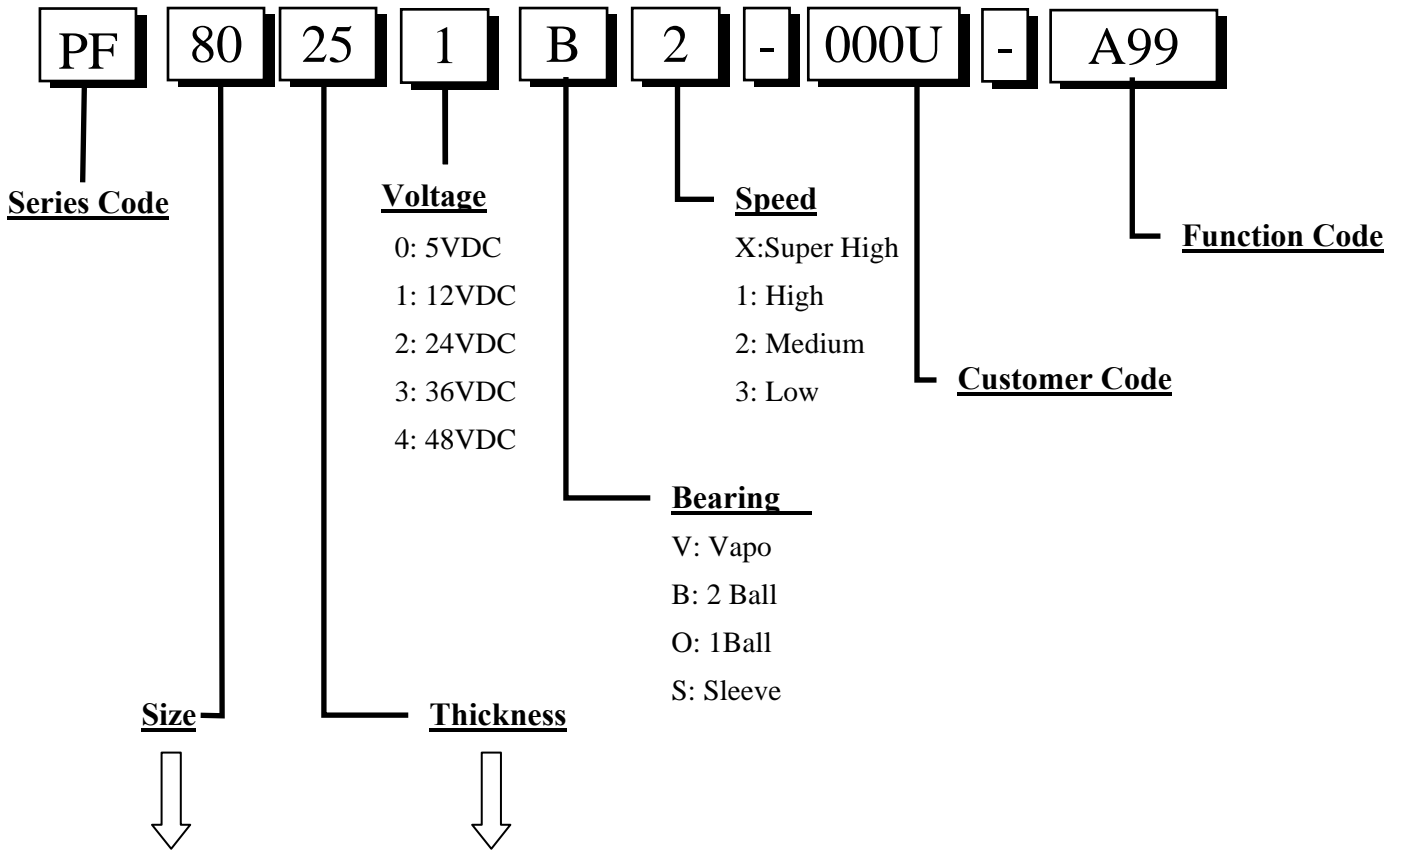 PF 80 25 1 B 2 - 000U - A99
Series Code
Voltage
0: 5VDC
1: 12VDC
2: 24VDC
3: 36VDC
4: 48VDC
Speed
X:Super High
1: High
2: Medium
3: Low
Function Code
Customer Code
Bearing
V: Vapo
B: 2 Ball
O: 1Ball
S: Sleeve
Size
Thickness